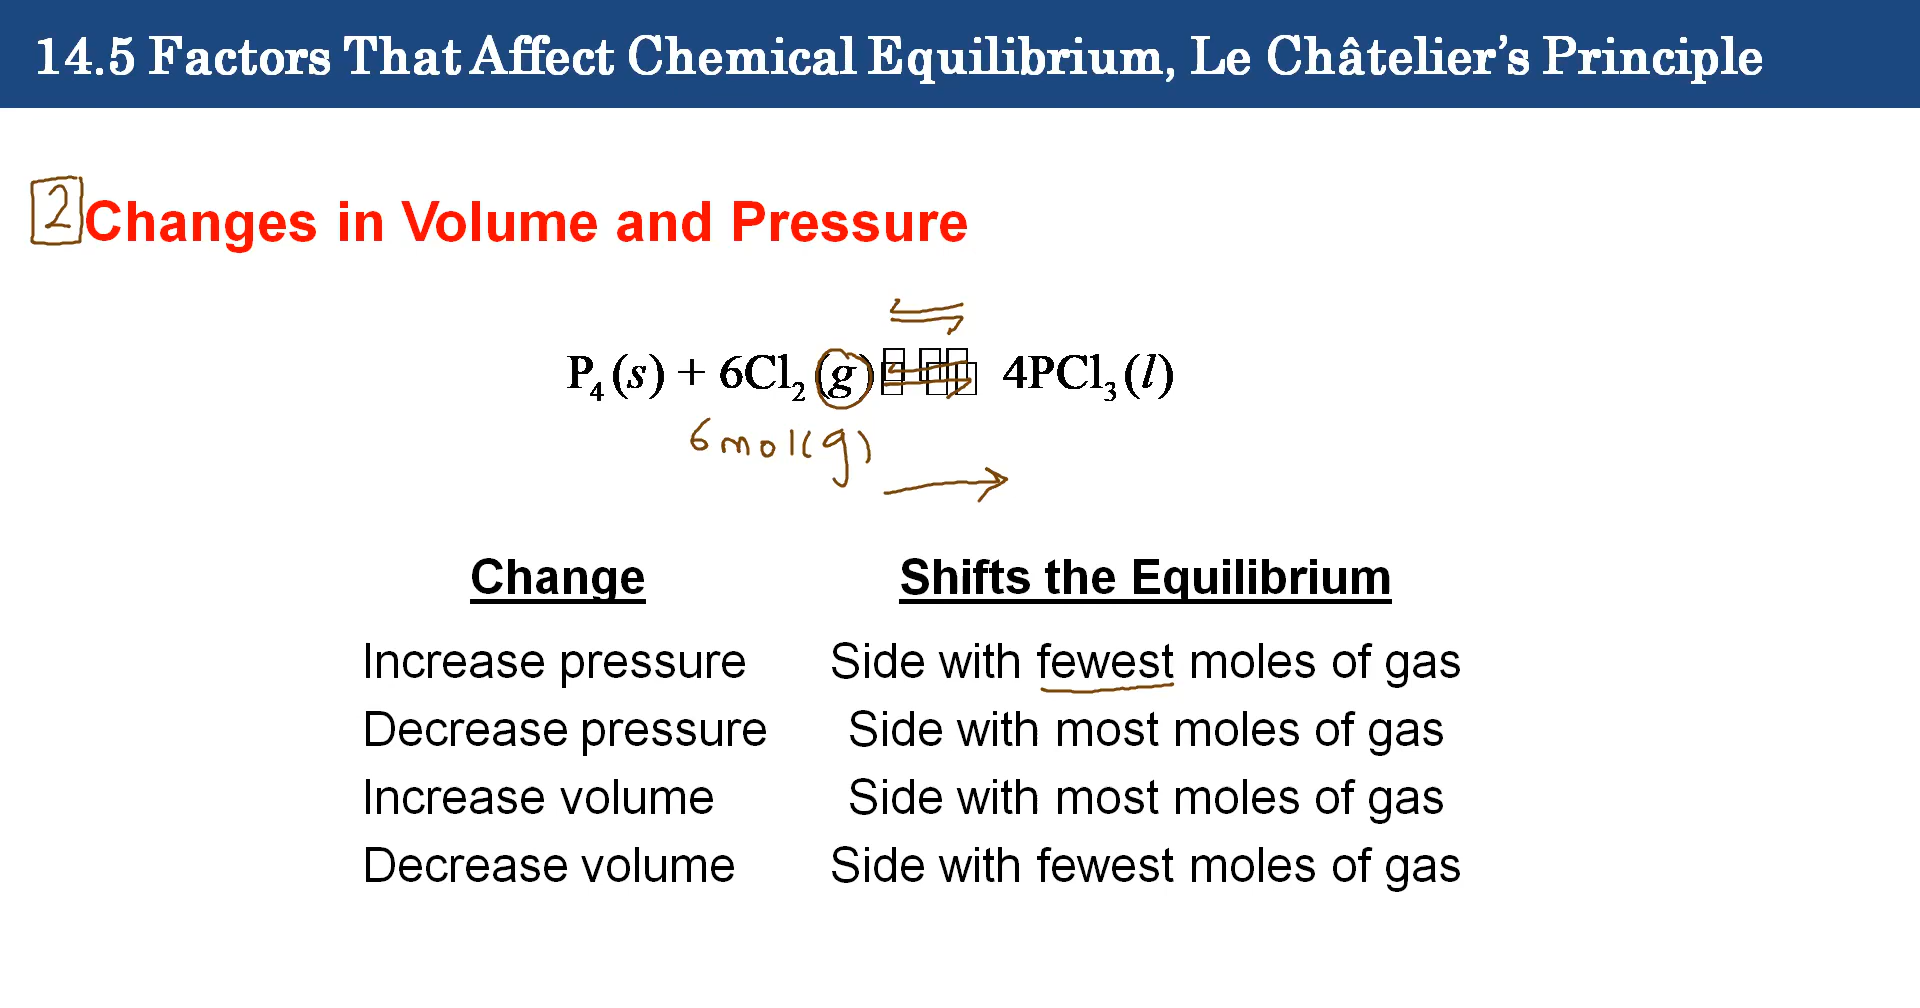 14.5 Factors That Affect Chemical Equilibrium, Le Châtelier’s Principle
2 Changes in Volume and Pressure
P₄(s) + 6Cl₂(g) ⇌ 4PCl₃(l)
6mol(g) →
Change Shifts the Equilibrium
Increase pressure Side with fewest moles of gas
Decrease pressure Side with most moles of gas
Increase volume Side with most moles of gas
Decrease volume Side with fewest moles of gas